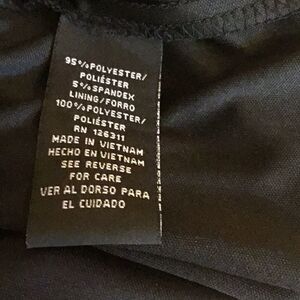 95%POLYESTER/
POLIÉSTER
5%SPANDEX
LINING/FORRO
100%POLYESTER/
POLIÉSTER
RN 126311
MADE IN VIETNAM
HECHO EN VIETNAM
SEE REVERSE
FOR CARE
VER AL DORSO PARA
EL CUIDADO